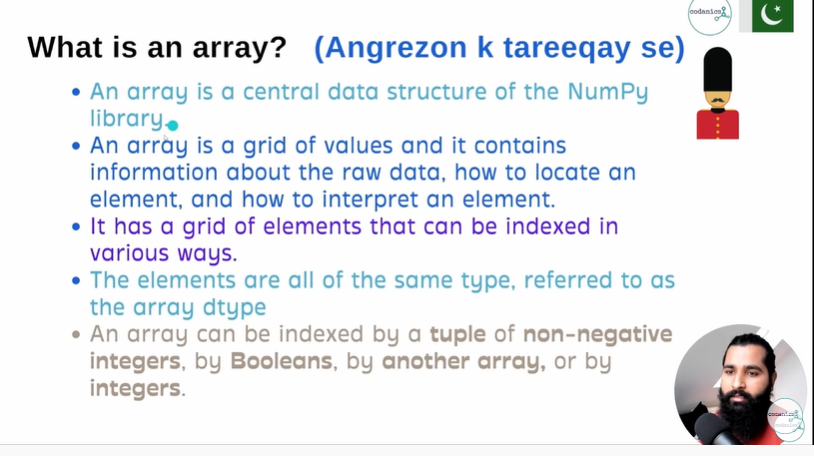 codanics
What is an array? (Angrezon k tareeqay se)
• An array is a central data structure of the NumPy
library.
• An array is a grid of values and it contains
information about the raw data, how to locate an
element, and how to interpret an element.
• It has a grid of elements that can be indexed in
various ways.
• The elements are all of the same type, referred to as
the array dtype
• An array can be indexed by a tuple of non-negative
integers, by Booleans, by another array, or by
integers.
codanics